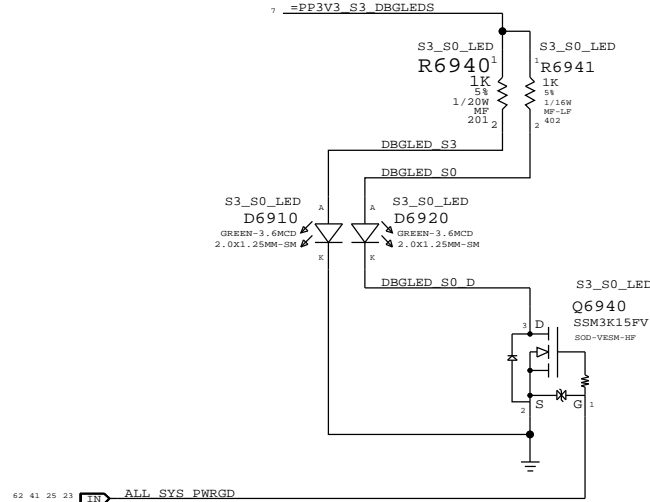 7 =PP3V3_S3_DBGLEDS
S3_S0_LED
R6940
1
1K
5%
1/20W
MF
201
2
S3_S0_LED
1
R6941
1K
5%
1/16W
MF-LF
402
2
DBGLED_S3
DBGLED_S0
S3_S0_LED
D6910
GREEN-3.6MCD
2.0X1.25MM-SM
A
K
S3_S0_LED
A
D6920
GREEN-3.6MCD
2.0X1.25MM-SM
K
DBGLED_S0_D
S3_S0_LED
Q6940
SSM3K15FV
SOD-VESM-HF
3 D
2 S G 1
62 41 25 23 IN ALL_SYS_PWRGD